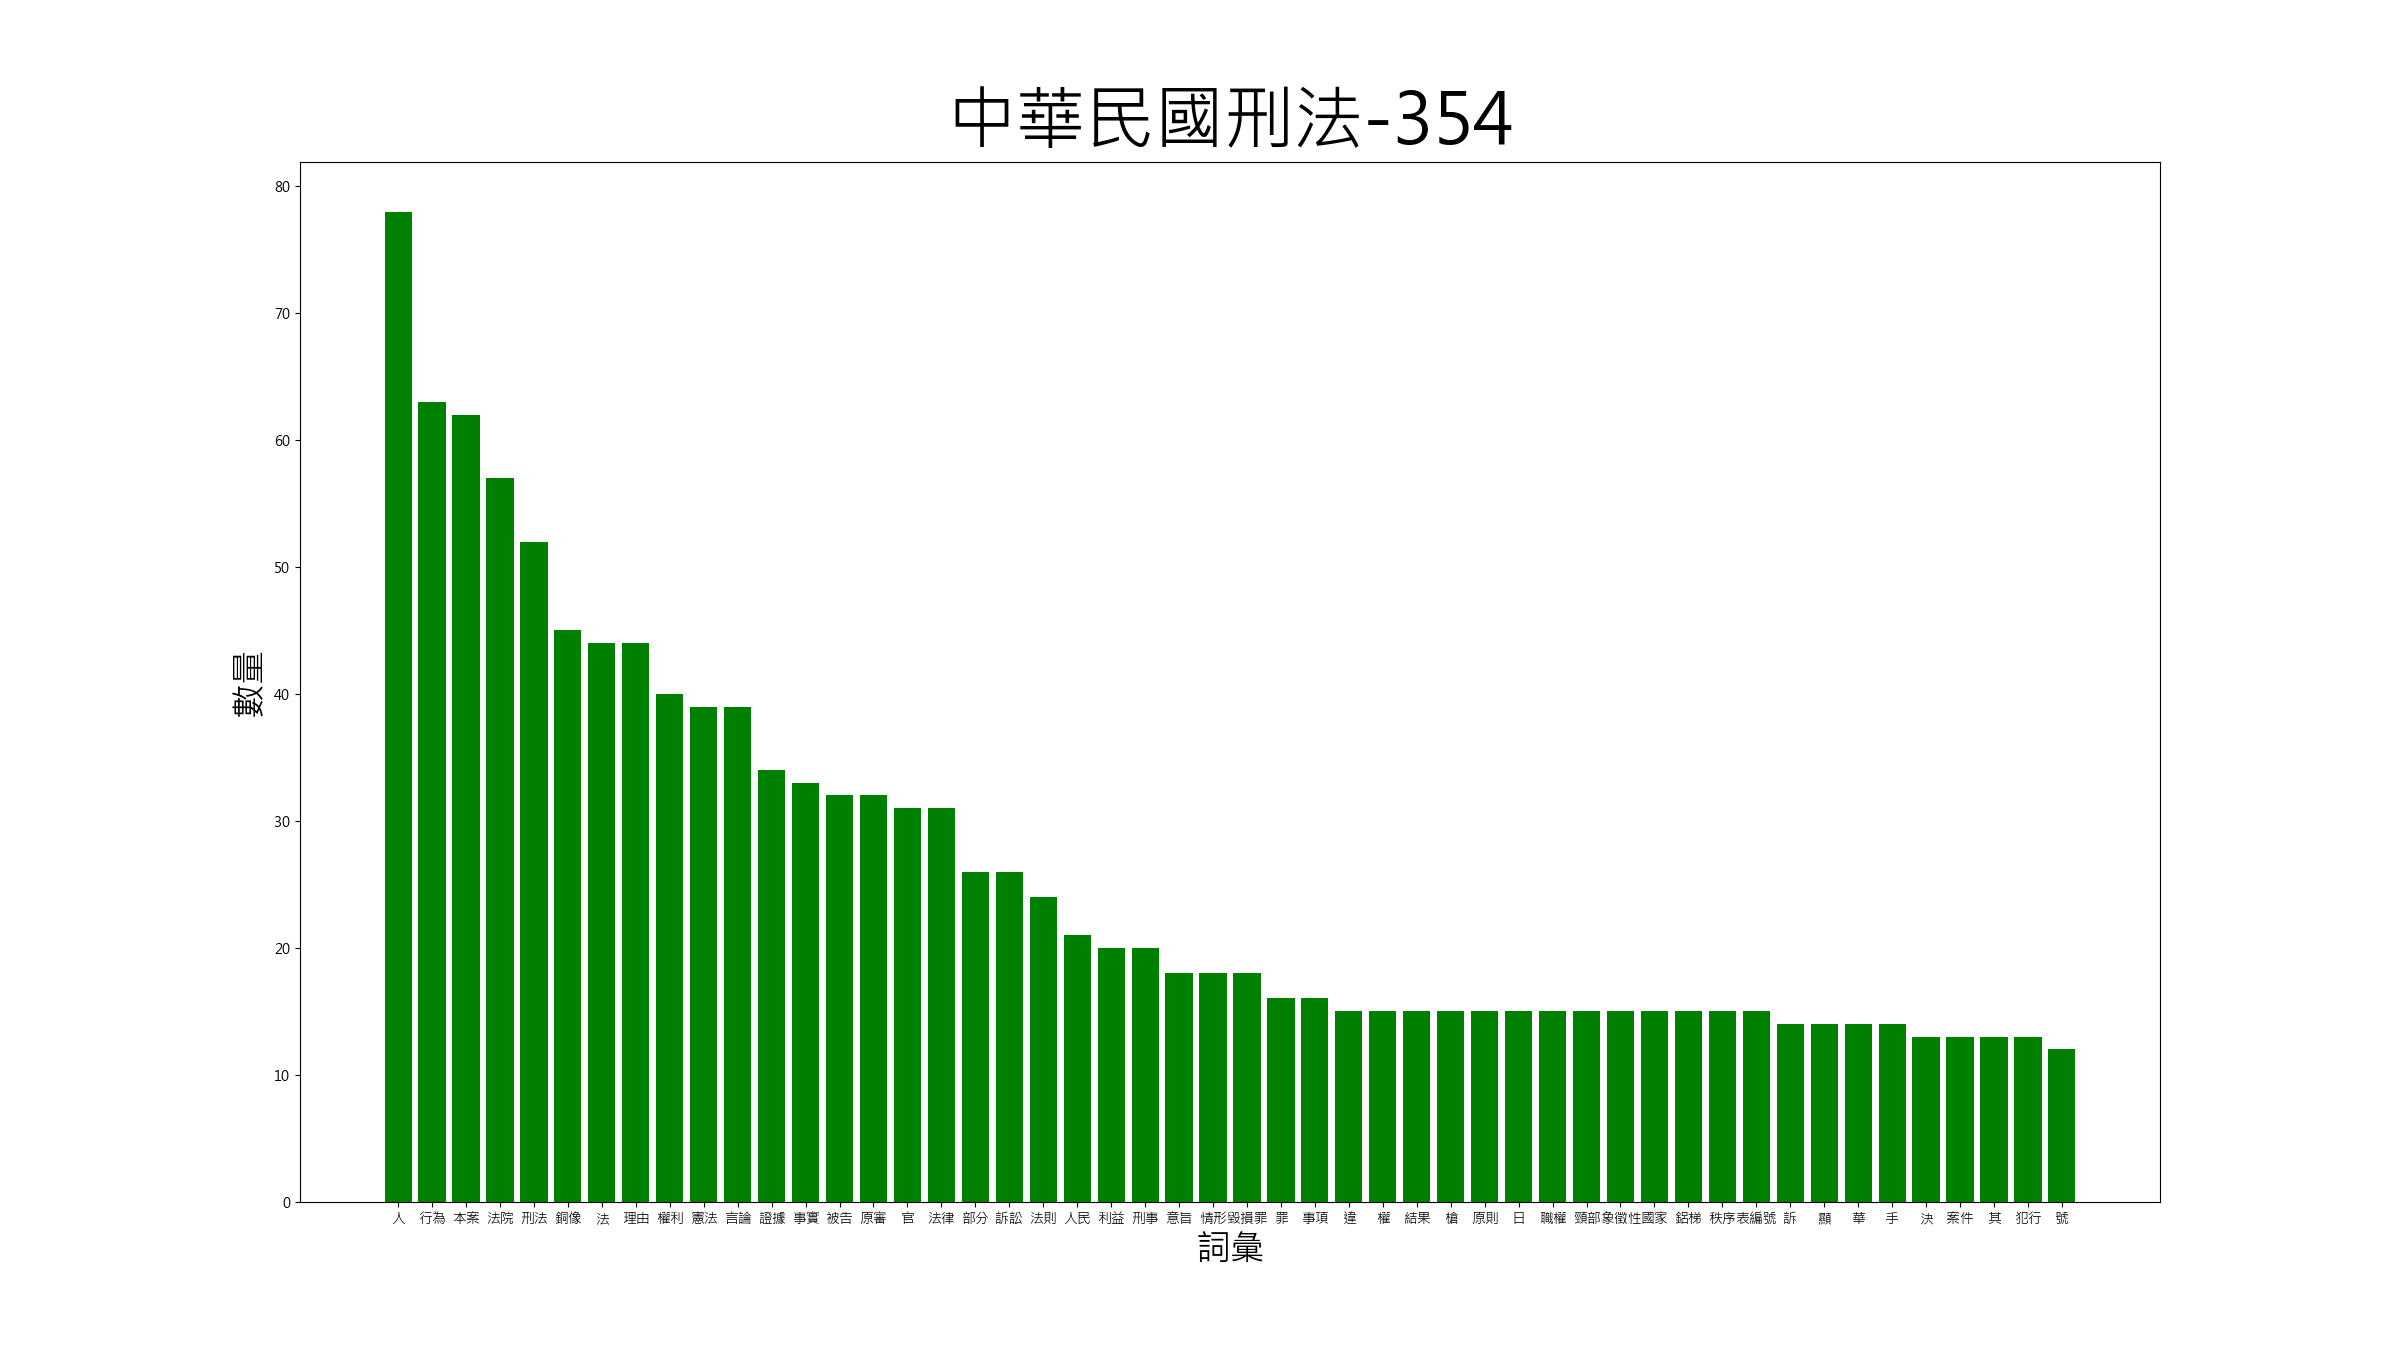 中華民國刑法-354
80
70
60
50
40
30
20
10
0
數量
人 行為 本案 法院 刑法 銅像 法 理由 權利 憲法 言論 證據 事實 被告 原審 官 法律 部分 訴訟 法則 人民 利益 刑事 意旨 情形 毀損罪 罪 事項 違 權 結果 槍 原則 日 職權 頸部 象徵性 國家 鋁梯 秩序 表編號 訴 顯 華 手 決 案件 其 犯行 號
詞彙